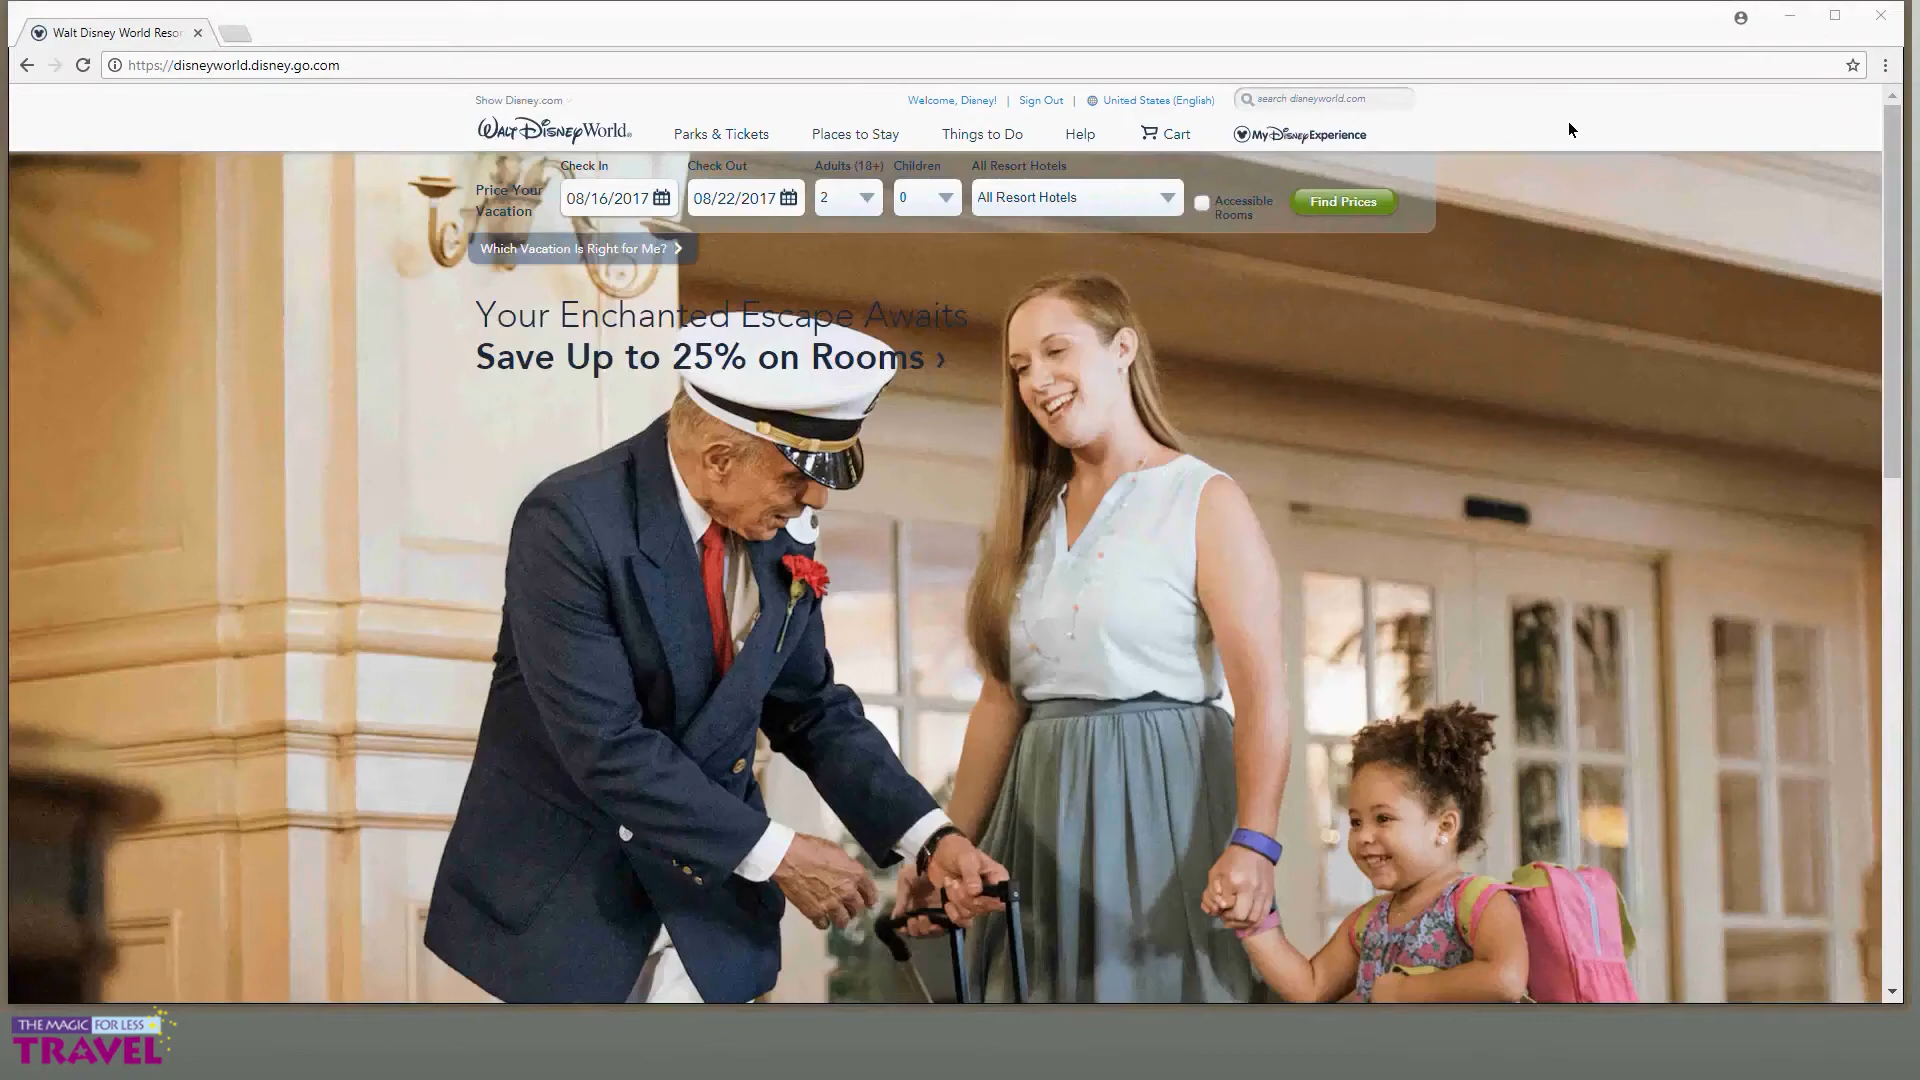 Walt Disney World Resor
https://disneyworld.disney.go.com
Show Disney.com
Welcome, Disney! | Sign Out | United States (English)
search disneyworld.com
Walt Disney World
Parks & Tickets
Places to Stay
Things to Do
Help
Cart
My Disney Experience
Price Your
Vacation
Check In
08/16/2017
Check Out
08/22/2017
Adults (18+)
2
Children
0
All Resort Hotels
All Resort Hotels
Accessible
Rooms
Find Prices
Which Vacation Is Right for Me?
Your Enchanted Escape Awaits
Save Up to 25% on Rooms ›
THE MAGIC FOR LESS
TRAVEL